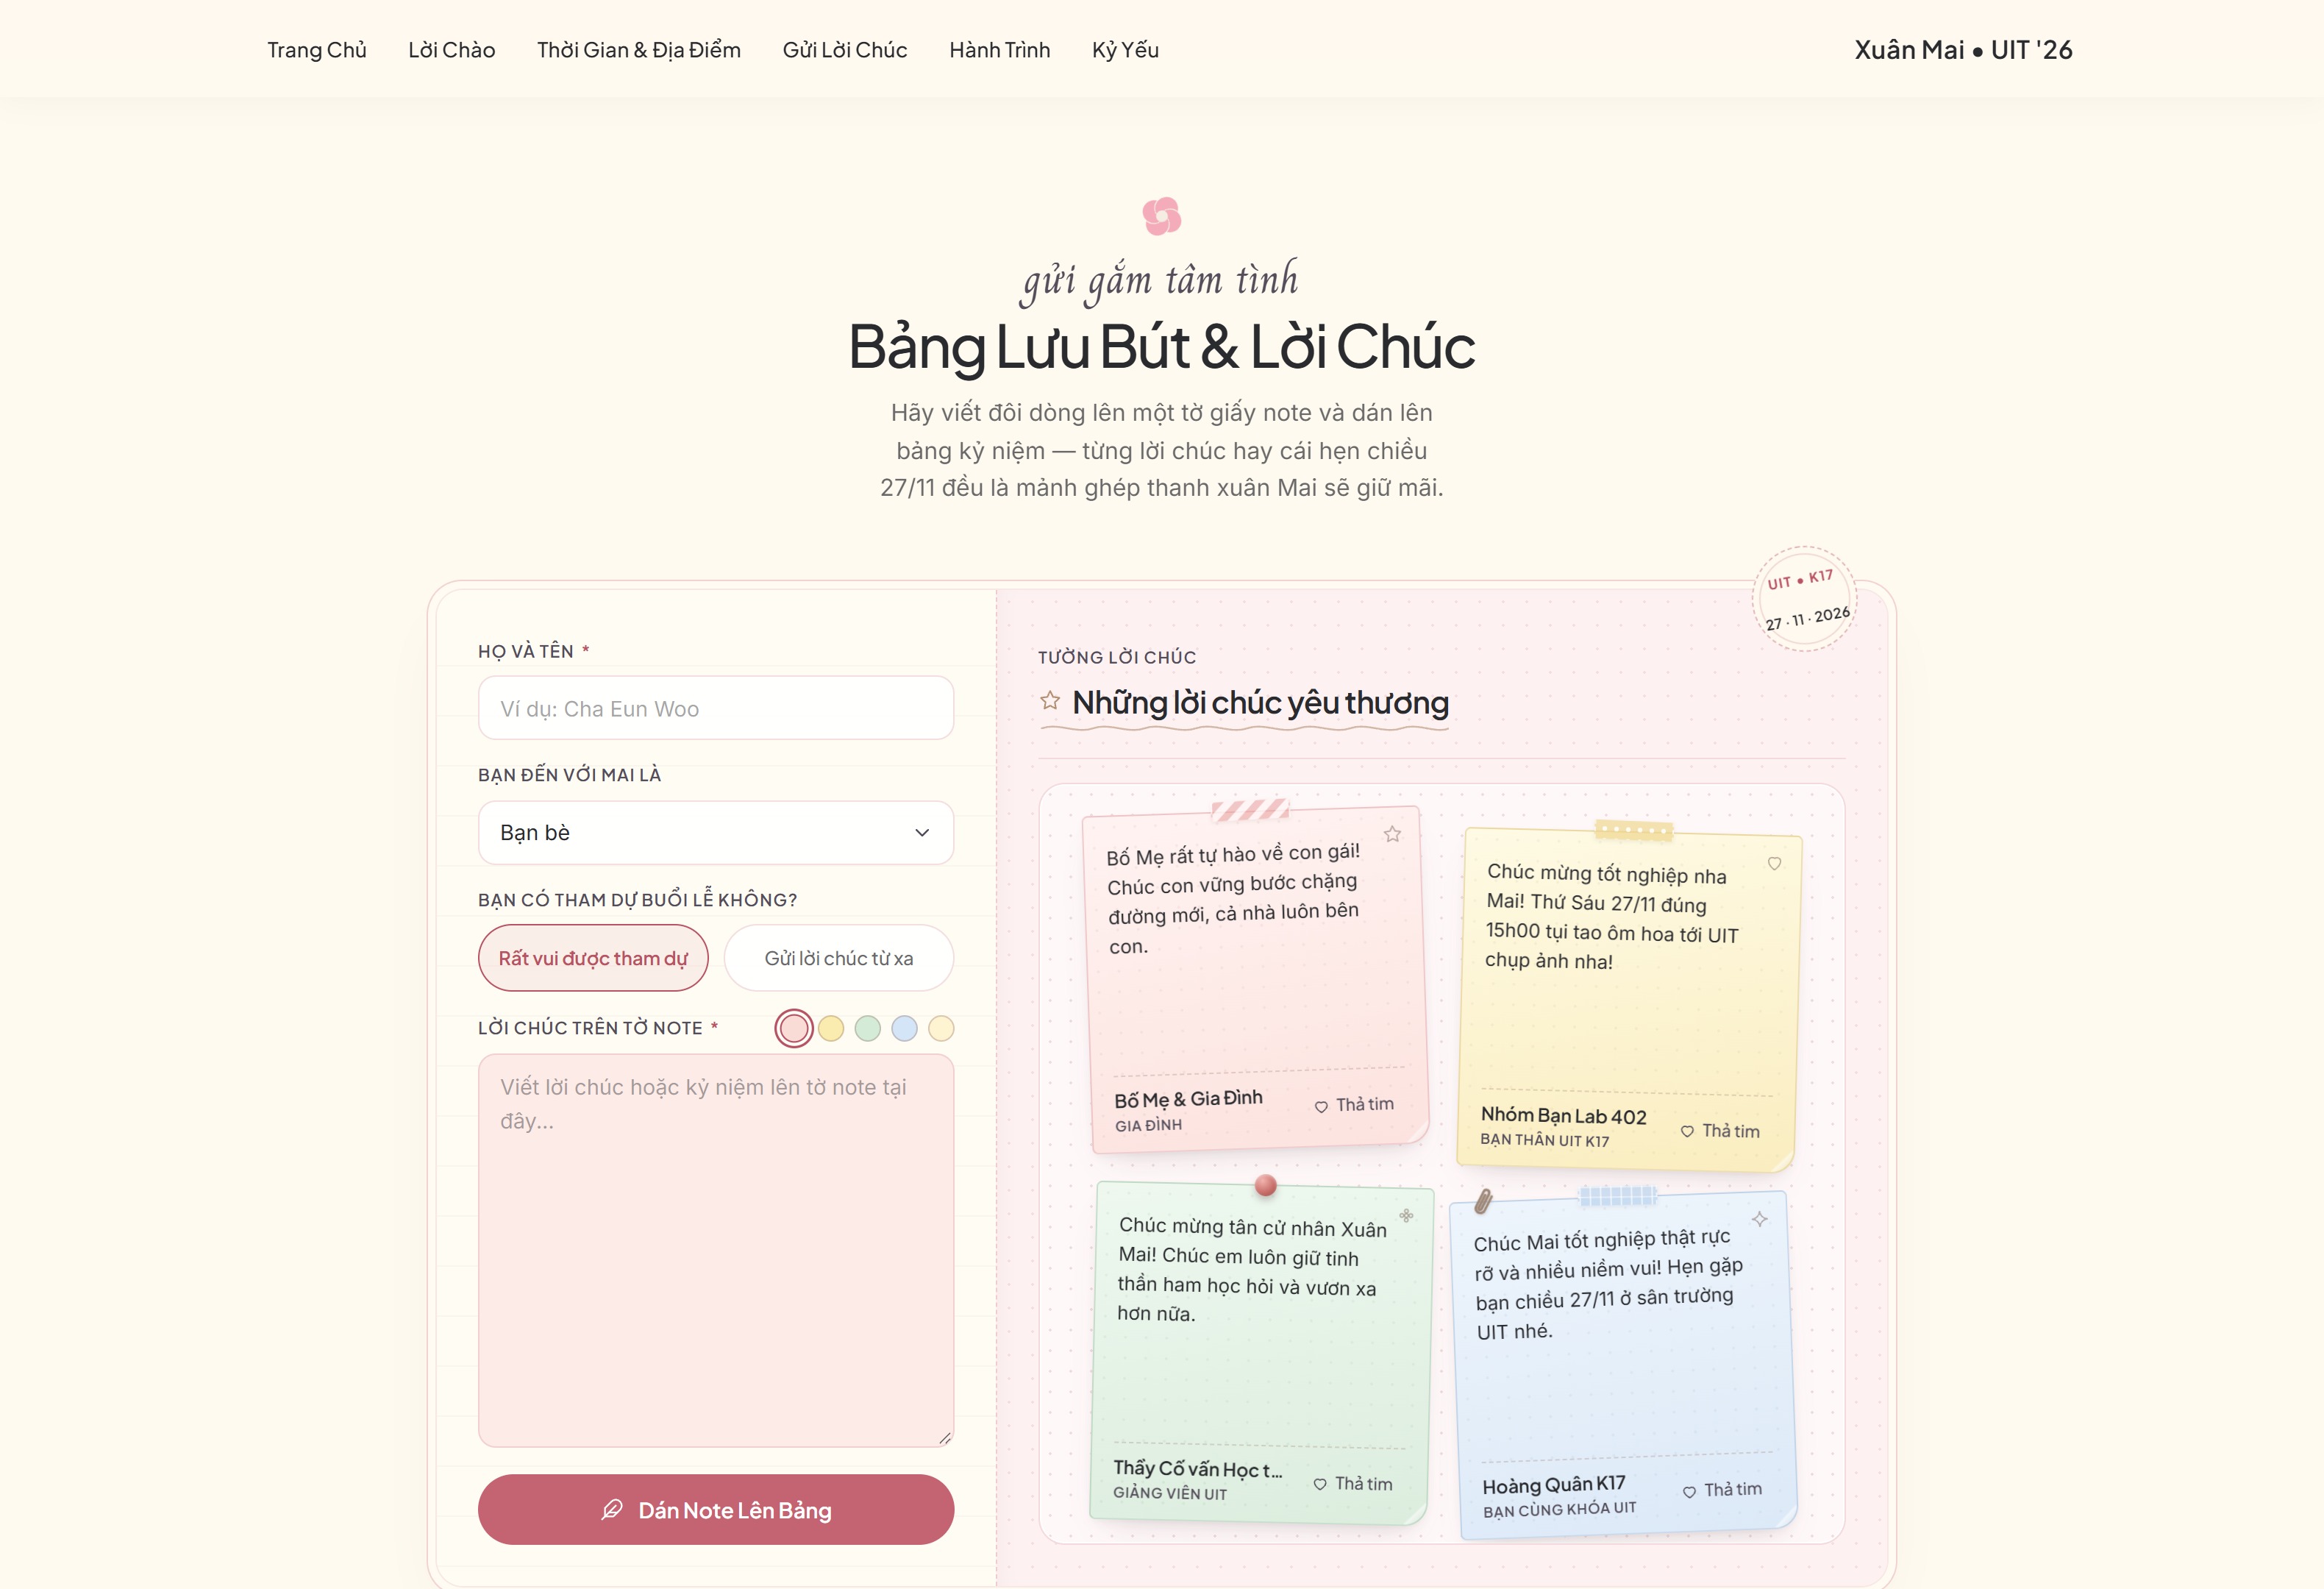 Trang Chủ
Lời Chào
Thời Gian & Địa Điểm
Gửi Lời Chúc
Hành Trình
Kỷ Yếu
Xuân Mai • UIT '26
gửi gắm tâm tình
Bảng Lưu Bút & Lời Chúc
Hãy viết đôi dòng lên một tờ giấy note và dán lên
bảng kỷ niệm — từng lời chúc hay cái hẹn chiều
27/11 đều là mảnh ghép thanh xuân Mai sẽ giữ mãi.
UIT • K17
27 · 11 · 2026
HỌ VÀ TÊN *
Ví dụ: Cha Eun Woo
BẠN ĐẾN VỚI MAI LÀ
Bạn bè
BẠN CÓ THAM DỰ BUỔI LỄ KHÔNG?
Rất vui được tham dự
Gửi lời chúc từ xa
LỜI CHÚC TRÊN TỜ NOTE *
Viết lời chúc hoặc kỷ niệm lên tờ note tại
đây...
Dán Note Lên Bảng
TƯỜNG LỜI CHÚC
Những lời chúc yêu thương
Bố Mẹ rất tự hào về con gái!
Chúc con vững bước chặng
đường mới, cả nhà luôn bên
con.
Bố Mẹ & Gia Đình
GIA ĐÌNH
Thả tim
Chúc mừng tốt nghiệp nha
Mai! Thứ Sáu 27/11 đúng
15h00 tụi tao ôm hoa tới UIT
chụp ảnh nha!
Nhóm Bạn Lab 402
BẠN THÂN UIT K17
Thả tim
Chúc mừng tân cử nhân Xuân
Mai! Chúc em luôn giữ tinh
thần ham học hỏi và vươn xa
hơn nữa.
Thầy Cố vấn Học t...
GIẢNG VIÊN UIT
Thả tim
Chúc Mai tốt nghiệp thật rực
rỡ và nhiều niềm vui! Hẹn gặp
bạn chiều 27/11 ở sân trường
UIT nhé.
Hoàng Quân K17
BẠN CÙNG KHÓA UIT
Thả tim